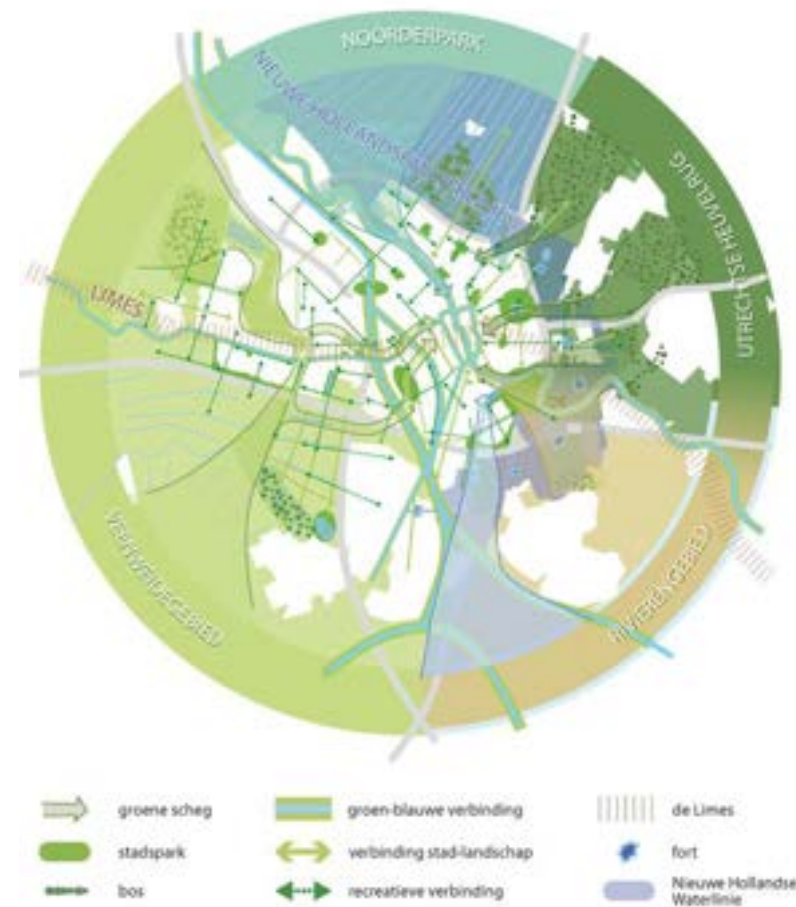 NOORDERPARK
NIEUWE HOLLANDSE
UTRECHTSE HEUVELRUG
LIMES
VEENWEIDEGEBIED
RIVIERENGEBIED
groene scheg
groen-blauwe verbinding
de Limes
stadspark
verbinding stad-landschap
fort
bos
recreatieve verbinding
Nieuwe Hollandse
Waterlinie